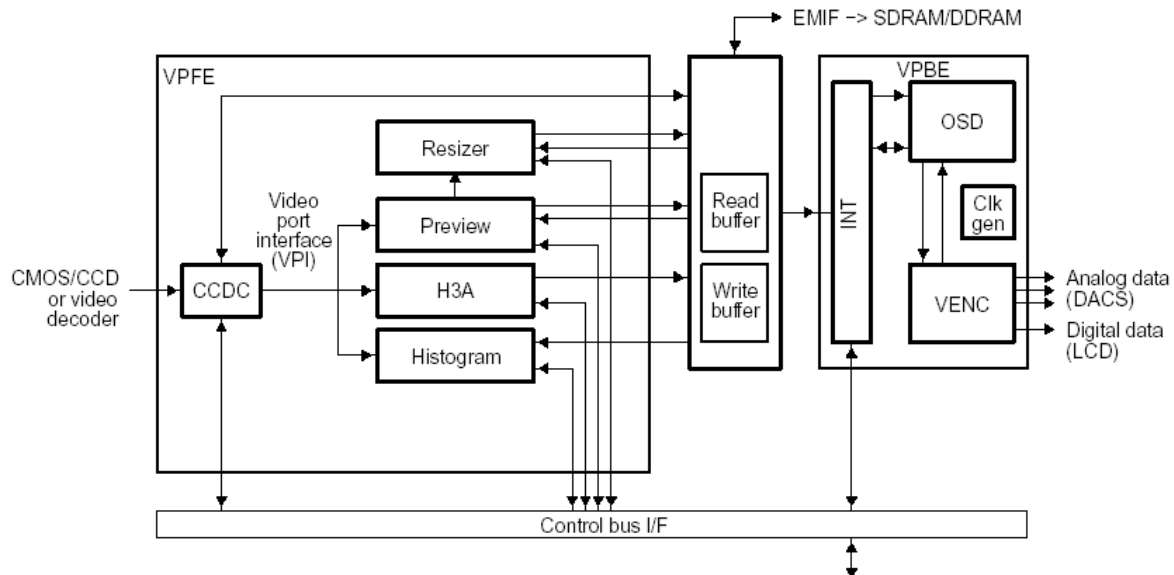 EMIF −> SDRAM/DDRAM
VPFE
VPBE
Resizer
OSD
Video
port
interface
(VPI)
Preview
Read
buffer
INT
Clk
gen
CMOS/CCD
or video
decoder
CCDC
H3A
Write
buffer
VENC
Analog data
(DACS)
Digital data
(LCD)
Histogram
Control bus I/F